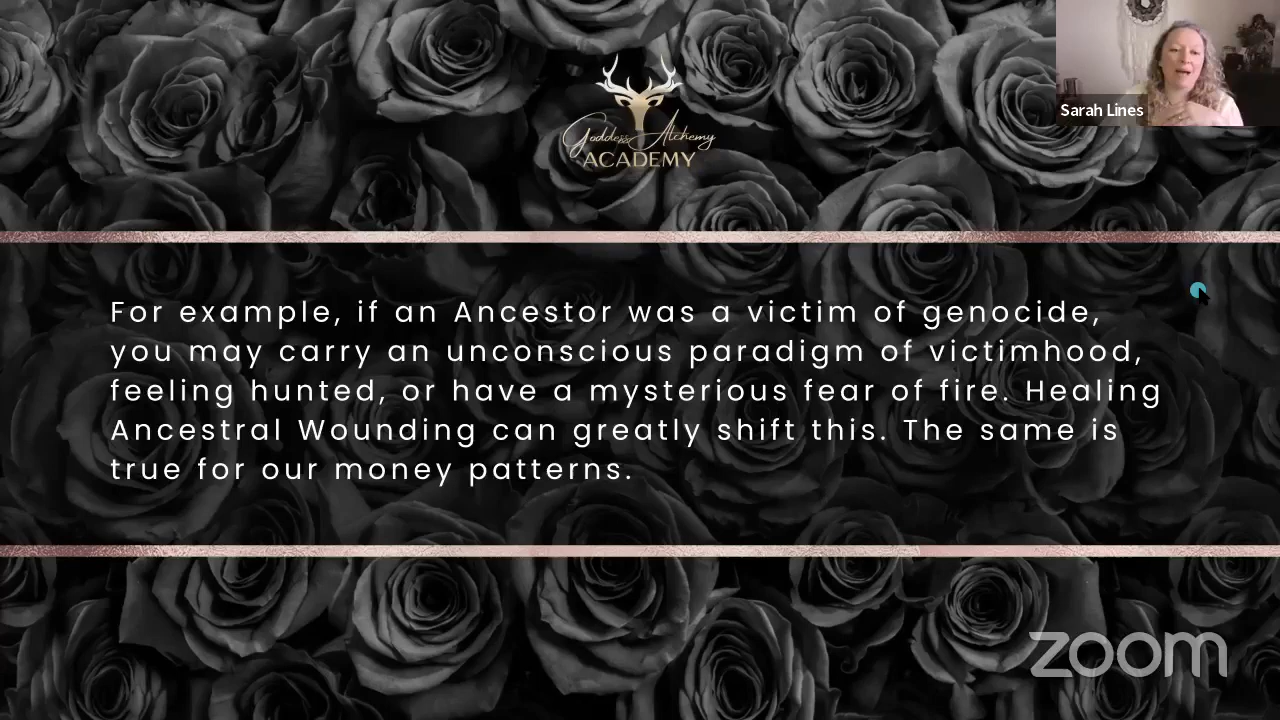 Sarah Lines
Goddess Alchemy
ACADEMY
For example, if an Ancestor was a victim of genocide,
you may carry an unconscious paradigm of victimhood,
feeling hunted, or have a mysterious fear of fire. Healing
Ancestral Wounding can greatly shift this. The same is
true for our money patterns.
zoom